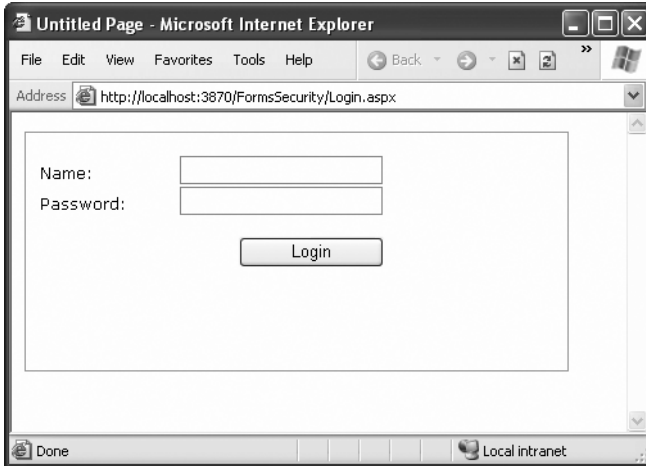 Untitled Page - Microsoft Internet Explorer
File Edit View Favorites Tools Help Back »
Address http://localhost:3870/FormsSecurity/Login.aspx
Name:
Password:
Login
Done Local intranet